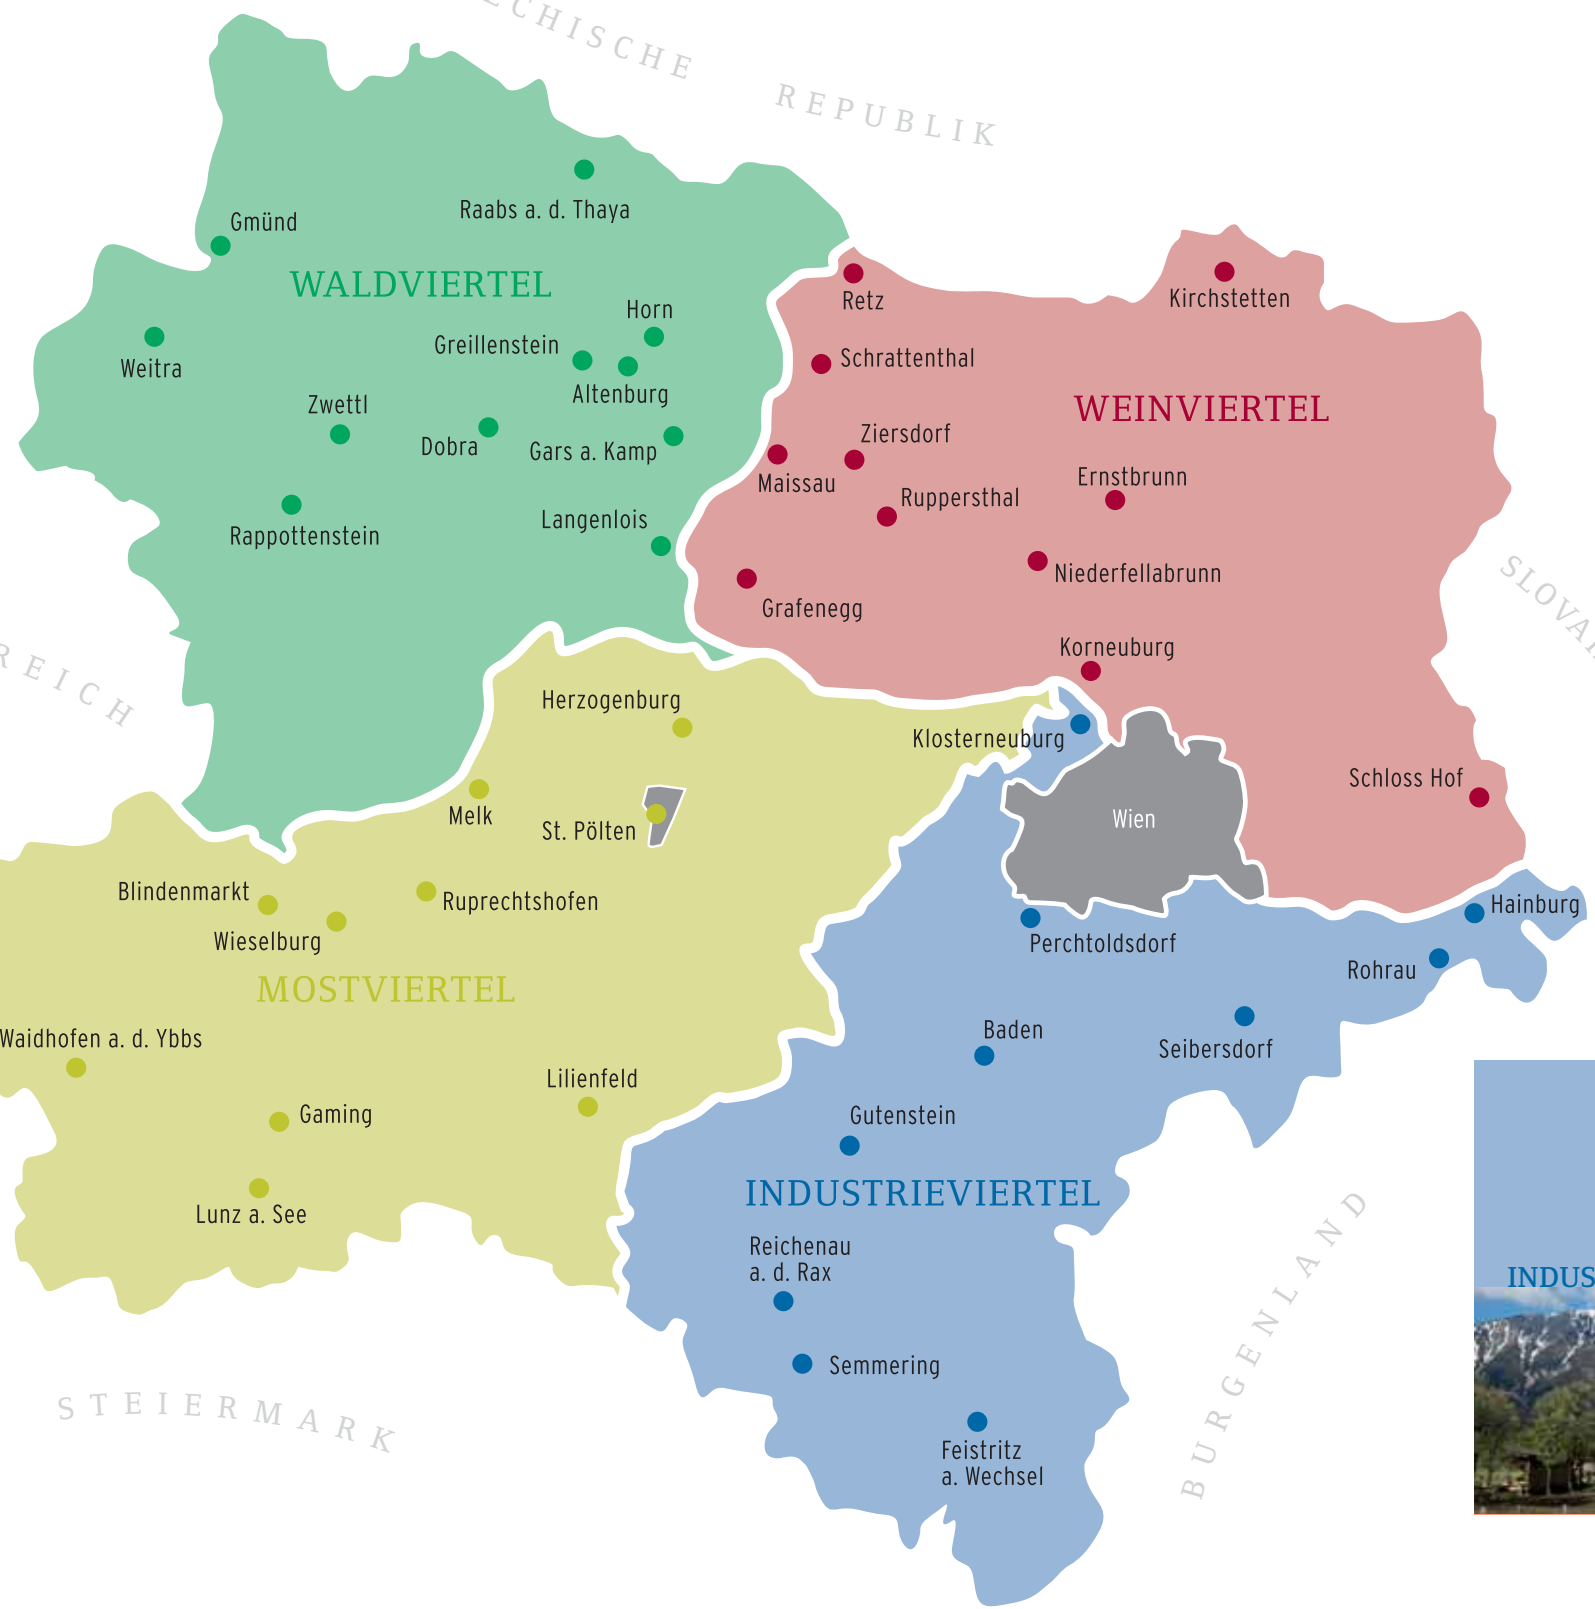 ECHISCHE REPUBLIK
Raabs a. d. Thaya
Gmünd
WALDVIERTEL
Horn
Greillenstein
Weitra
Altenburg
Zwettl
Dobra
Gars a. Kamp
Langenlois
Rappottenstein
Retz
Kirchstetten
Schrattenthal
WEINVIERTEL
Ziersdorf
Maissau
Ernstbrunn
Ruppersthal
Niederfellabrunn
Grafenegg
Korneuburg
Schloss Hof
SLOVA
REICH
Herzogenburg
Klosterneuburg
Melk
St. Pölten
Wien
Blindenmarkt
Ruprechtshofen
Wieselburg
MOSTVIERTEL
Waidhofen a. d. Ybbs
Lilienfeld
Gaming
Lunz a. See
Hainburg
Perchtoldsdorf
Rohrau
Baden
Seibersdorf
Gutenstein
INDUSTRIEVIERTEL
Reichenau
a. d. Rax
Semmering
Feistritz
a. Wechsel
STEIERMARK
BURGENLAND
INDUS